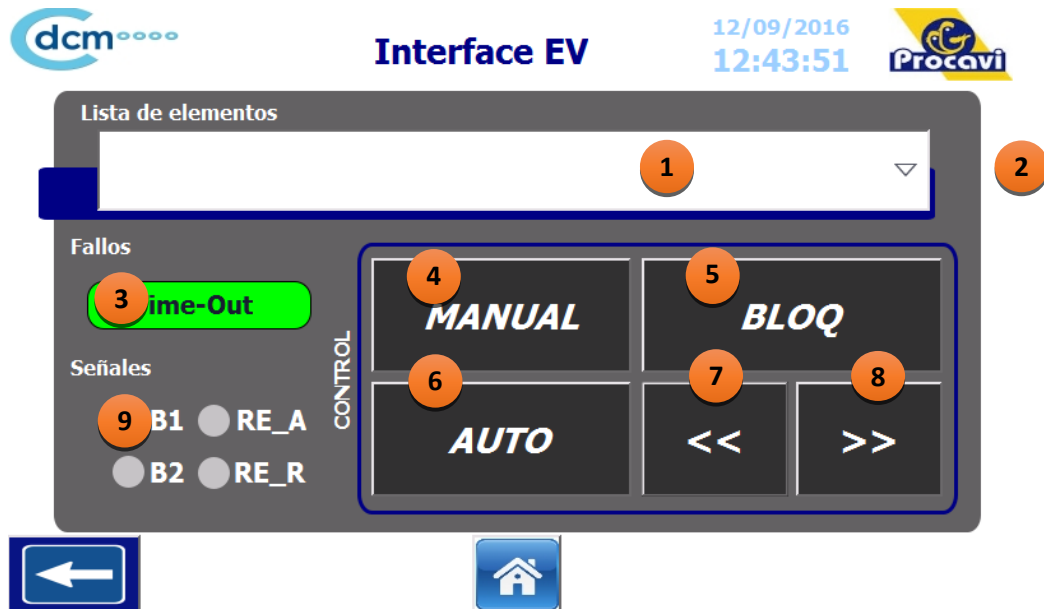 dcm
Interface EV
12/09/2016
12:43:51
Procavi
Lista de elementos
1
2
Fallos
3
ime-Out
4
MANUAL
5
BLOQ
CONTROL
Señales
6
AUTO
7
<<
8
>>
9
B1
RE_A
B2
RE_R